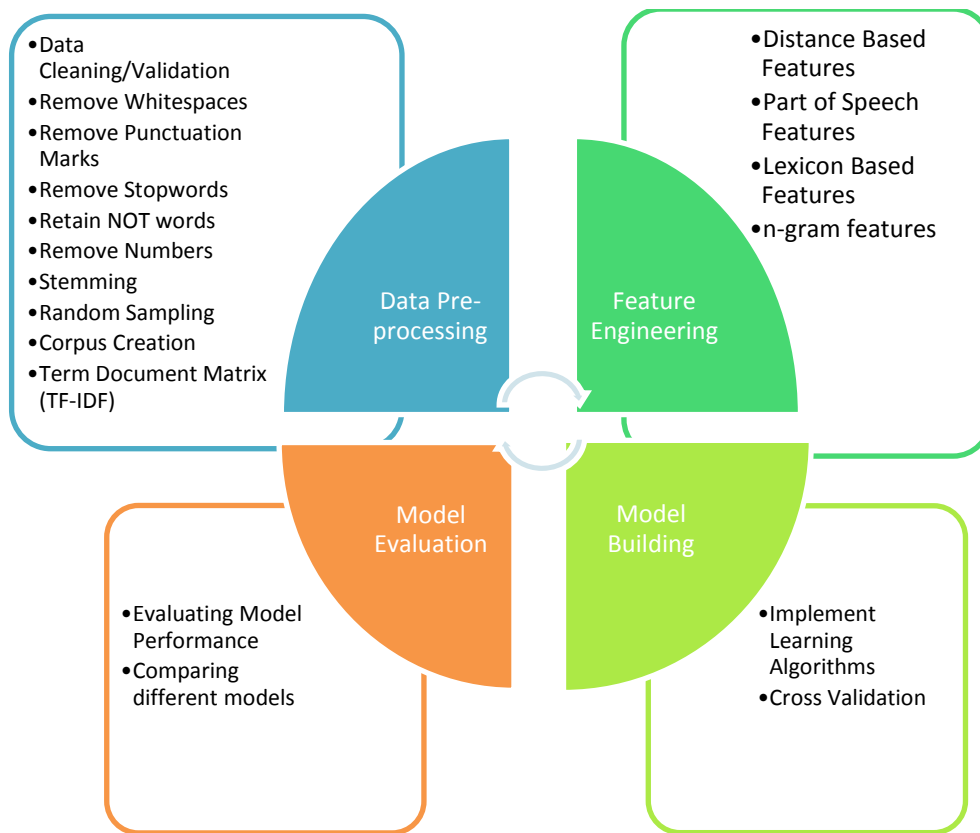 •Data
Cleaning/Validation
•Remove Whitespaces
•Remove Punctuation
Marks
•Remove Stopwords
•Retain NOT words
•Remove Numbers
•Stemming
•Random Sampling
•Corpus Creation
•Term Document Matrix
(TF-IDF)
Data Pre-
processing
•Distance Based
Features
•Part of Speech
Features
•Lexicon Based
Features
•n-gram features
Feature
Engineering
Model
Evaluation
•Evaluating Model
Performance
•Comparing
different models
Model
Building
•Implement
Learning
Algorithms
•Cross Validation